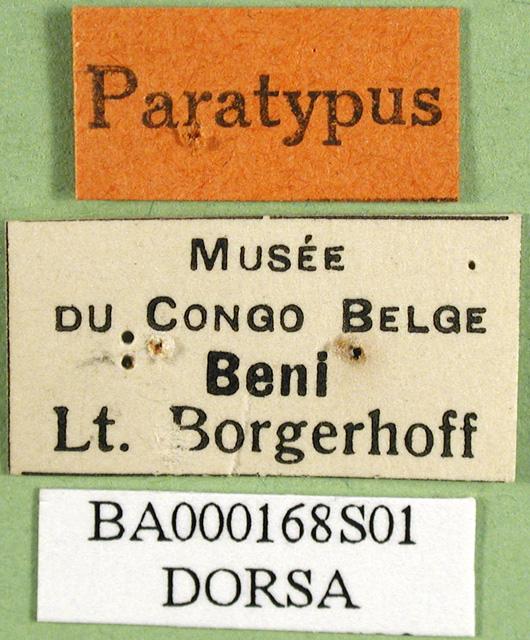 Paratypus
MUSÉE
DU CONGO BELGE
Beni
Lt. Borgerhoff
BA000168S01
DORSA